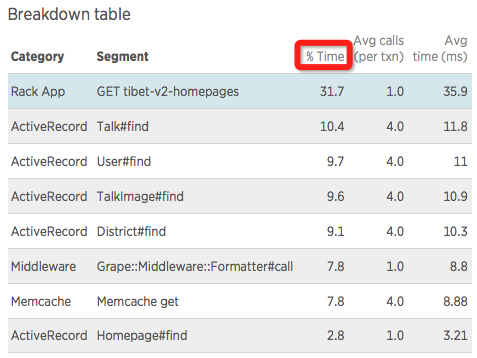 Breakdown table
Category Segment % Time Avg calls (per txn) Avg time (ms)
Rack App GET tibet-v2-homepages 31.7 1.0 35.9
ActiveRecord Talk#find 10.4 4.0 11.8
ActiveRecord User#find 9.7 4.0 11
ActiveRecord TalkImage#find 9.6 4.0 10.9
ActiveRecord District#find 9.1 4.0 10.3
Middleware Grape::Middleware::Formatter#call 7.8 1.0 8.8
Memcache Memcache get 7.8 4.0 8.88
ActiveRecord Homepage#find 2.8 1.0 3.21